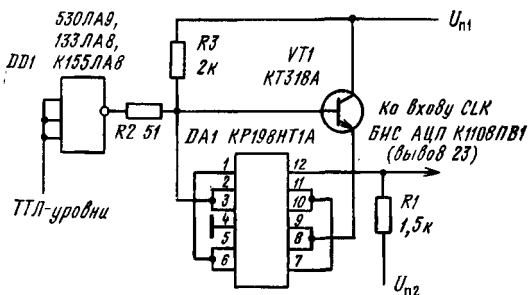 530ЛА9,
133ЛА8,
DD1 К155ЛА8
R3
2к
Uп1
VT1
КТ318А
R2 51
Ко входу CLK
БИС АЦП К1108ПВ1
(вывод 23)
DA1 КР198НТ1А
ТТЛ-уровни
1 12
2 11
3 10
4 9
5 8
6 7
R1
1,5к
Uп2